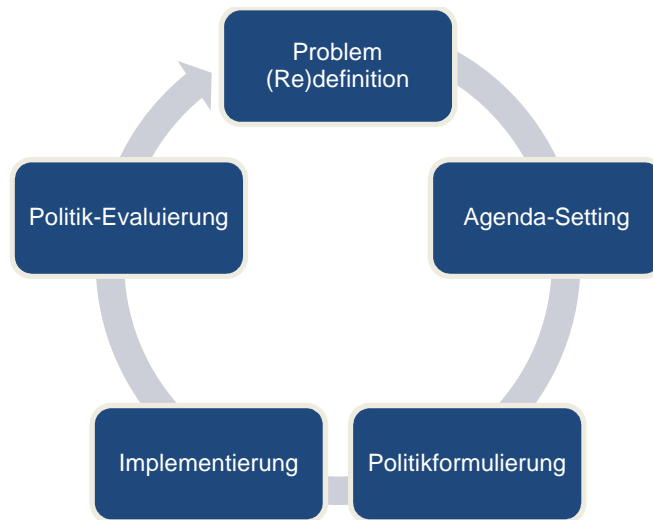 Problem
(Re)definition
Agenda-Setting
Politikformulierung
Implementierung
Politik-Evaluierung